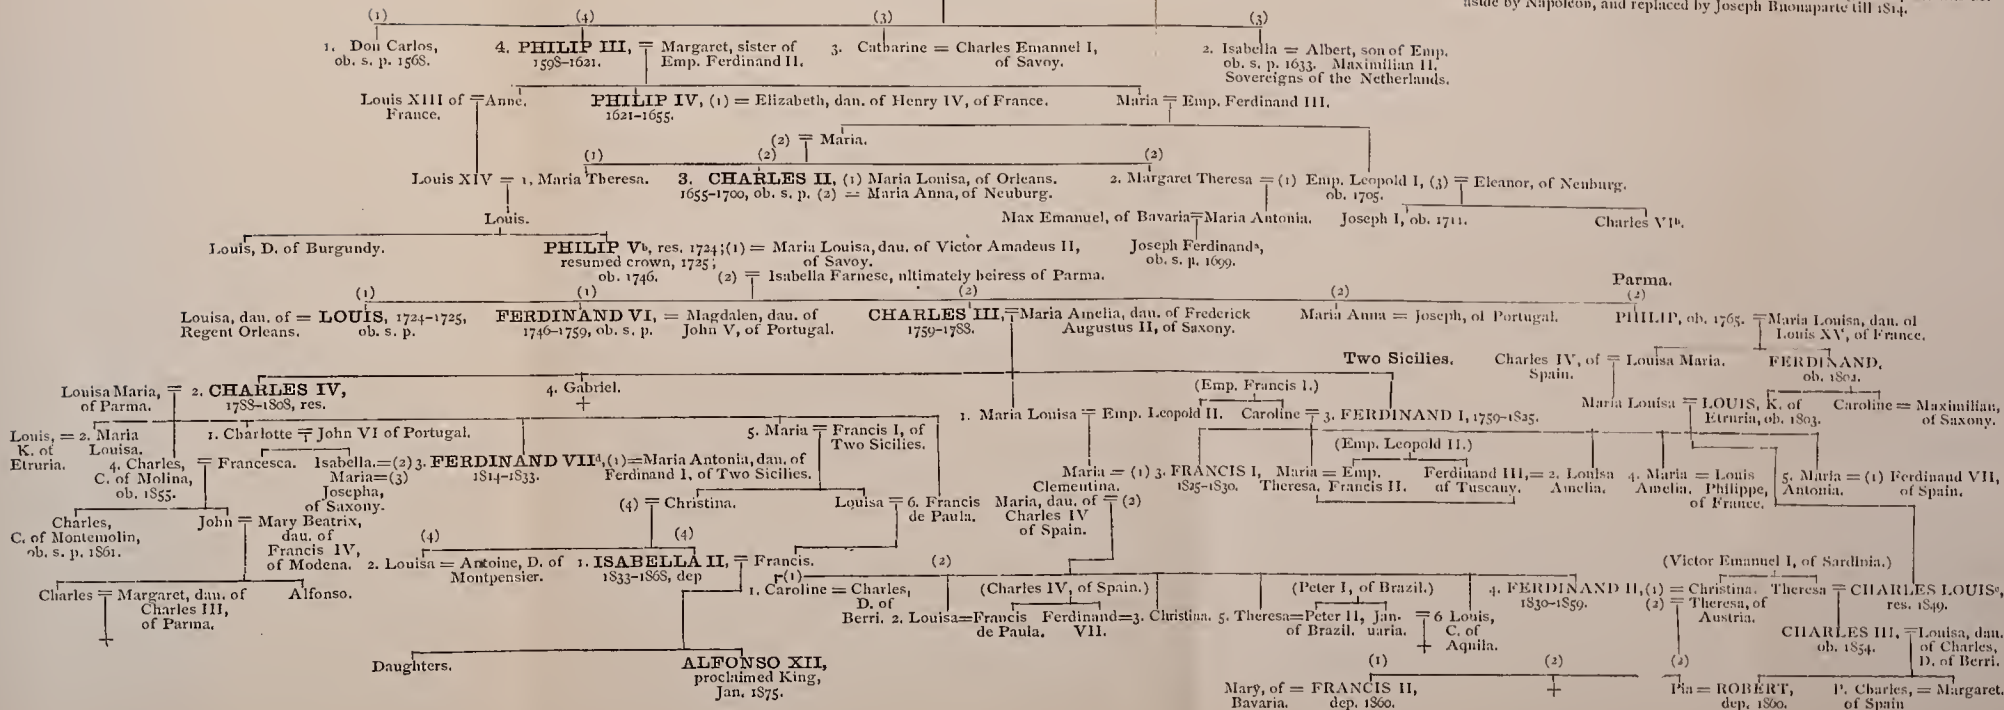 aside by Napoleon, and replaced by Joseph Buonaparte till 1814.
(1) (4) (3) (3)
1. Don Carlos, ob. s. p. 1568.
4. PHILIP III, = Margaret, sister of
1598-1621. Emp. Ferdinand II.
3. Catharine = Charles Emannel I,
of Savoy.
2. Isabella = Albert, son of Emp.
ob. s. p. 1633. Maximilian II.
Sovereigns of the Netherlands.
Louis XIII of = Anne.
France.
PHILIP IV, (1) = Elizabeth, dau. of Henry IV, of France.
1621-1655.
Maria = Emp. Ferdinand III.
(2) = Maria.
(1) (2) (2)
Louis XIV = 1, Maria Theresa.
3. CHARLES II, (1) Maria Louisa, of Orleans.
1655-1700, ob. s. p. (2) = Maria Anna, of Neuburg.
2. Margaret Theresa = (1) Emp. Leopold I, (3) = Eleanor, of Neuburg.
ob. 1705.
Louis.
Max Emanuel, of Bavaria = Maria Antonia.
Joseph I, ob. 1711.
Charles VIᵇ.
Louis, D. of Burgundy.
PHILIP Vᵇ, res. 1724; (1) = Maria Louisa, dau. of Victor Amadeus II,
resumed crown, 1725; of Savoy.
ob. 1746. (2) = Isabella Farnese, ultimately heiress of Parma.
Joseph Ferdinandᵃ,
ob. s. p. 1699.
Parma.
(1) (1) (2) (2) (2)
Louisa, dau. of = LOUIS, 1724-1725,
Regent Orleans. ob. s. p.
FERDINAND VI, = Magdalen, dau. of
1746-1759, ob. s. p. John V, of Portugal.
CHARLES III, = Maria Amelia, dau. of Frederick
1759-1788. Augustus II, of Saxony.
Maria Anna = Joseph, of Portugal.
PHILIP, ob. 1765. = Maria Louisa, dau. of
Louis XV, of France.
Two Sicilies.
Charles IV, of = Louisa Maria.
Spain.
FERDINAND,
ob. 1802.
Louisa Maria, = 2. CHARLES IV,
of Parma. 1788-1808, res.
4. Gabriel.
+
(Emp. Francis I.)
1. Maria Louisa = Emp. Leopold II.
Caroline = 3. FERDINAND I, 1759-1825.
Maria Louisa = LOUIS, K. of
Etruria, ob. 1803.
Caroline = Maximilian,
of Saxony.
Louis, = 2. Maria
K. of Louisa.
Etruria.
1. Charlotte = John VI of Portugal.
5. Maria = Francis I, of
Two Sicilies.
(Emp. Leopold II.)
4. Charles, = Francesca.
C. of Molina,
ob. 1855.
Isabella. = (2) 3. FERDINAND VIIᵈ, (1) = Maria Antonia, dau. of
Maria = (3) 1814-1833. Ferdinand I, of Two Sicilies.
Josepha,
of Saxony.
Maria = (1) 3. FRANCIS I,
Clementina. 1825-1830.
Maria = Emp.
Theresa, Francis II.
Ferdinand III, = 2. Louisa
of Tuscany. Amelia.
4. Maria = Louis
Amelia. Philippe,
of France.
5. Maria = (1) Ferdinand VII,
Antonia. of Spain.
(4) = Christina.
Louisa = 6. Francis
de Paula.
Maria, dau. of = (2)
Charles IV
of Spain.
Charles,
C. of Montemolin,
ob. s. p. 1861.
John = Mary Beatrix,
dau. of
Francis IV,
of Modena.
(4) (4)
2. Louisa = Antoine, D. of
Montpensier.
1. ISABELLA II, = Francis.
1833-1868, dep
Charles = Margaret, dau. of
Charles III,
of Parma.
+
Alfonso.
(1) (2)
1. Caroline = Charles,
D. of
Berri.
(Charles IV, of Spain.)
2. Louisa = Francis
de Paula.
Ferdinand = 3. Christina.
VII.
(Peter I, of Brazil.)
5. Theresa = Peter II,
of Brazil.
Jan- = 6 Louis,
uaria. C. of
+ Aquila.
(Victor Emanuel I, of Sardinia.)
4. FERDINAND II, (1) = Christina.
1830-1859. (2) = Theresa, of
Austria.
Theresa = CHARLES LOUISᵉ,
res. 1849.
CHARLES III, = Louisa, dau.
ob. 1854. of Charles,
D. of Berri.
Daughters.
ALFONSO XII,
proclaimed King,
Jan. 1875.
(1) (2) (2)
Mary, of = FRANCIS II,
Bavaria. dep. 1860.
+
Pia = ROBERT,
dep. 1860.
P. Charles, = Margaret.
of Spain